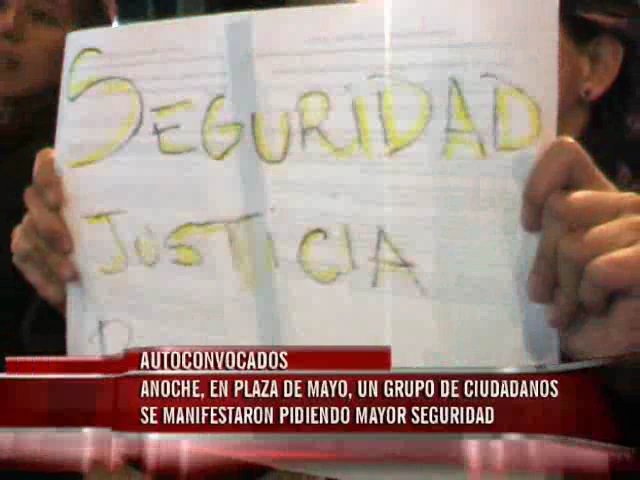 SEGURIDAD
JUSTICIA
AUTOCONVOCADOS
ANOCHE, EN PLAZA DE MAYO, UN GRUPO DE CIUDADANOS
SE MANIFESTARON PIDIENDO MAYOR SEGURIDAD